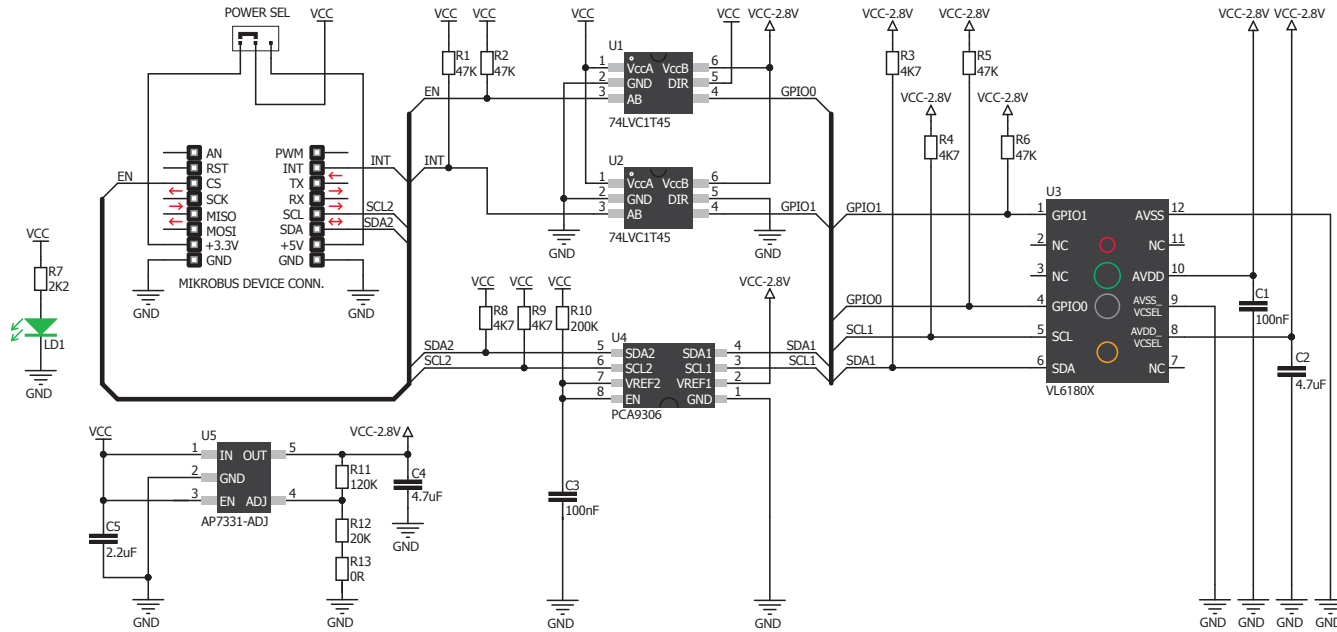 POWER SEL
VCC
AN
RST
CS
SCK
MISO
MOSI
+3.3V
GND
PWM
INT
TX
RX
SCL
SDA
+5V
GND
EN
INT
SCL2
SDA2
MIKROBUS DEVICE CONN.
GND
GND
VCC
R7
2K2
LD1
GND
VCC
VCC
R1
47K
R2
47K
EN
INT
VCC
U1
1
2
3
VccA
GND
AB
VccB
DIR
6
5
4
74LVC1T45
VCC
VCC-2.8V
GPIO0
U2
1
2
3
VccA
GND
AB
VccB
DIR
6
5
4
74LVC1T45
GPIO1
GND
GND
VCC
VCC
VCC
R8
4K7
R9
4K7
R10
200K
SDA2
SCL2
U4
5
6
7
8
SDA2
SCL2
VREF2
EN
SDA1
SCL1
VREF1
GND
4
3
2
1
PCA9306
VCC-2.8V
SDA1
SCL1
C3
100nF
GND
GND
VCC-2.8V
R3
4K7
VCC-2.8V
R5
47K
VCC-2.8V
R4
4K7
VCC-2.8V
R6
47K
GPIO1
GPIO0
SCL1
SDA1
U3
1
2
3
4
5
6
GPIO1
NC
NC
GPIO0
SCL
SDA
AVSS
NC
AVDD
AVSS_
VCSEL
AVDD_
VCSEL
NC
12
11
10
9
8
7
VL6180X
VCC-2.8V
VCC-2.8V
C1
100nF
C2
4.7uF
GND
GND
GND
GND
VCC
U5
1
2
3
IN
GND
EN
OUT
ADJ
5
4
AP7331-ADJ
VCC-2.8V
R11
120K
R12
20K
R13
0R
C4
4.7uF
GND
C5
2.2uF
GND
GND